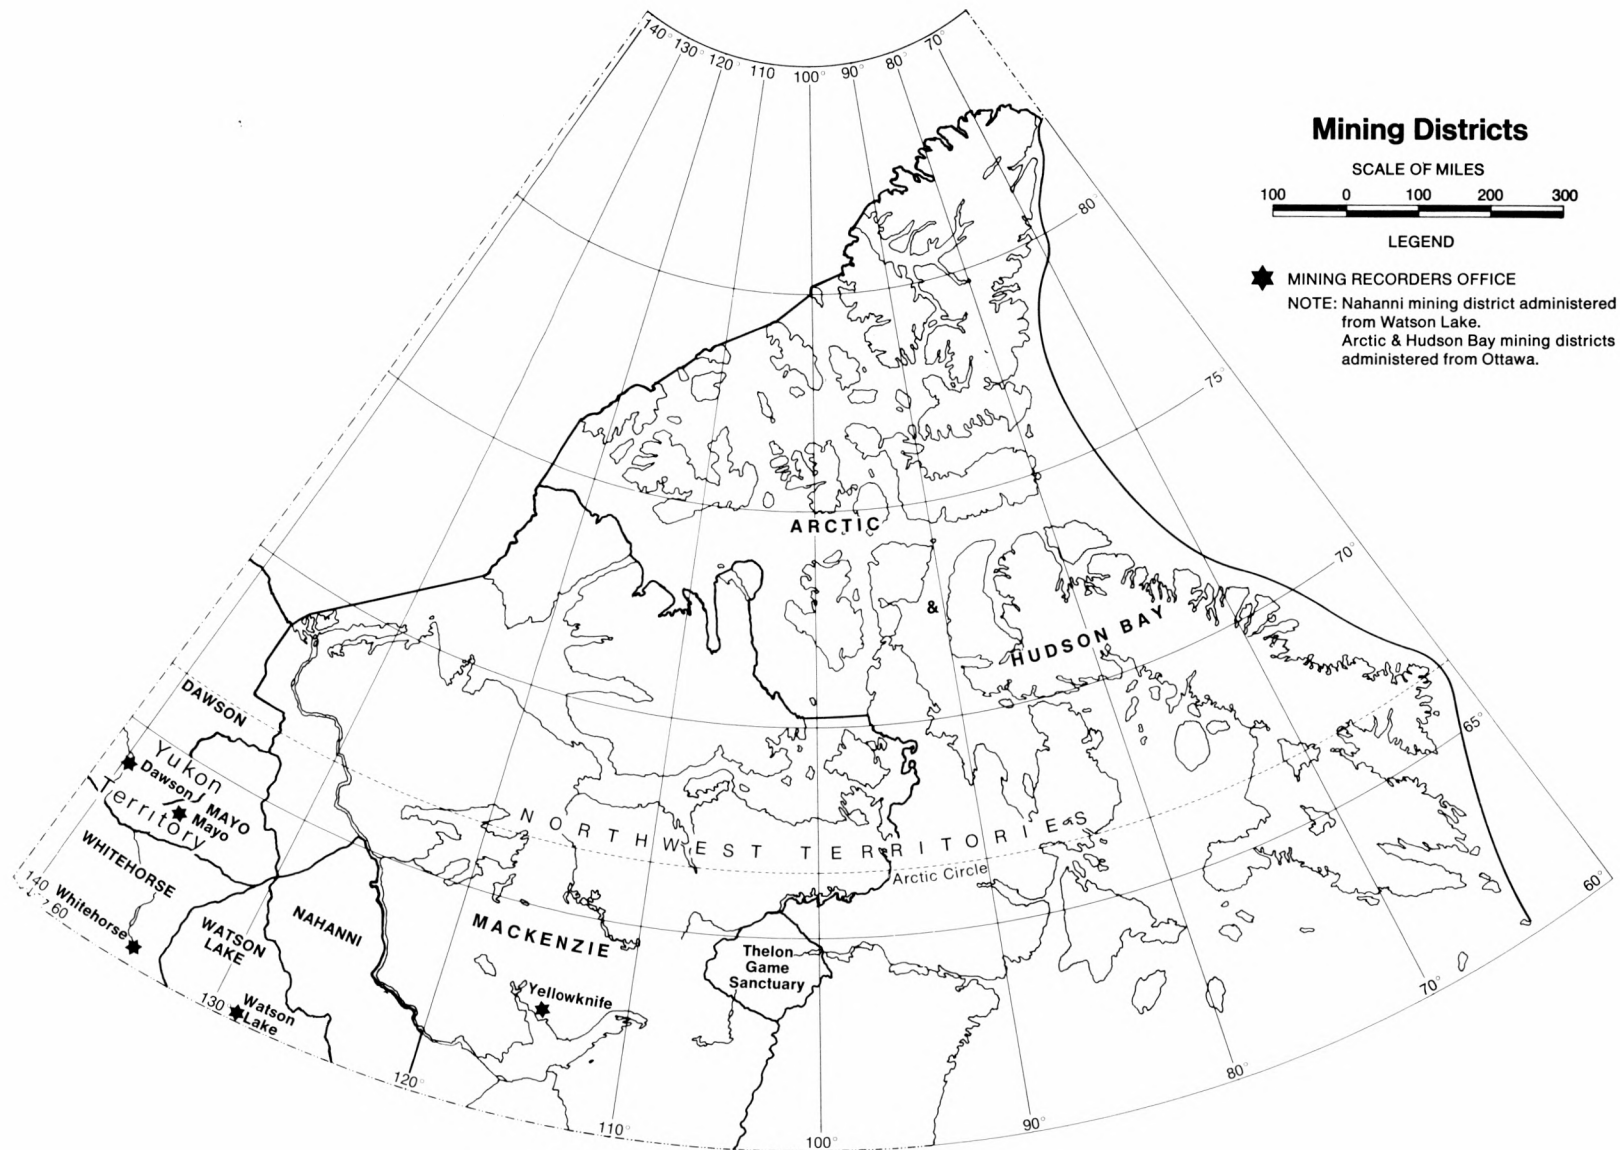 140° 130° 120° 110 100° 90° 80° 70°
Mining Districts
SCALE OF MILES
100 0 100 200 300
LEGEND
MINING RECORDERS OFFICE
NOTE: Nahanni mining district administered
from Watson Lake.
Arctic & Hudson Bay mining districts
administered from Ottawa.
80°
75°
70°
65°
60°
ARCTIC
&
HUDSON BAY
DAWSON
Yukon
Territory
Dawson
MAYO
Mayo
WHITEHORSE
Whitehorse
WATSON
LAKE
Watson
Lake
NAHANNI
NORTHWEST TERRITORIES
Arctic Circle
MACKENZIE
Yellowknife
Thelon
Game
Sanctuary
140
60
130
120°
110°
100°
90°
80°
70°